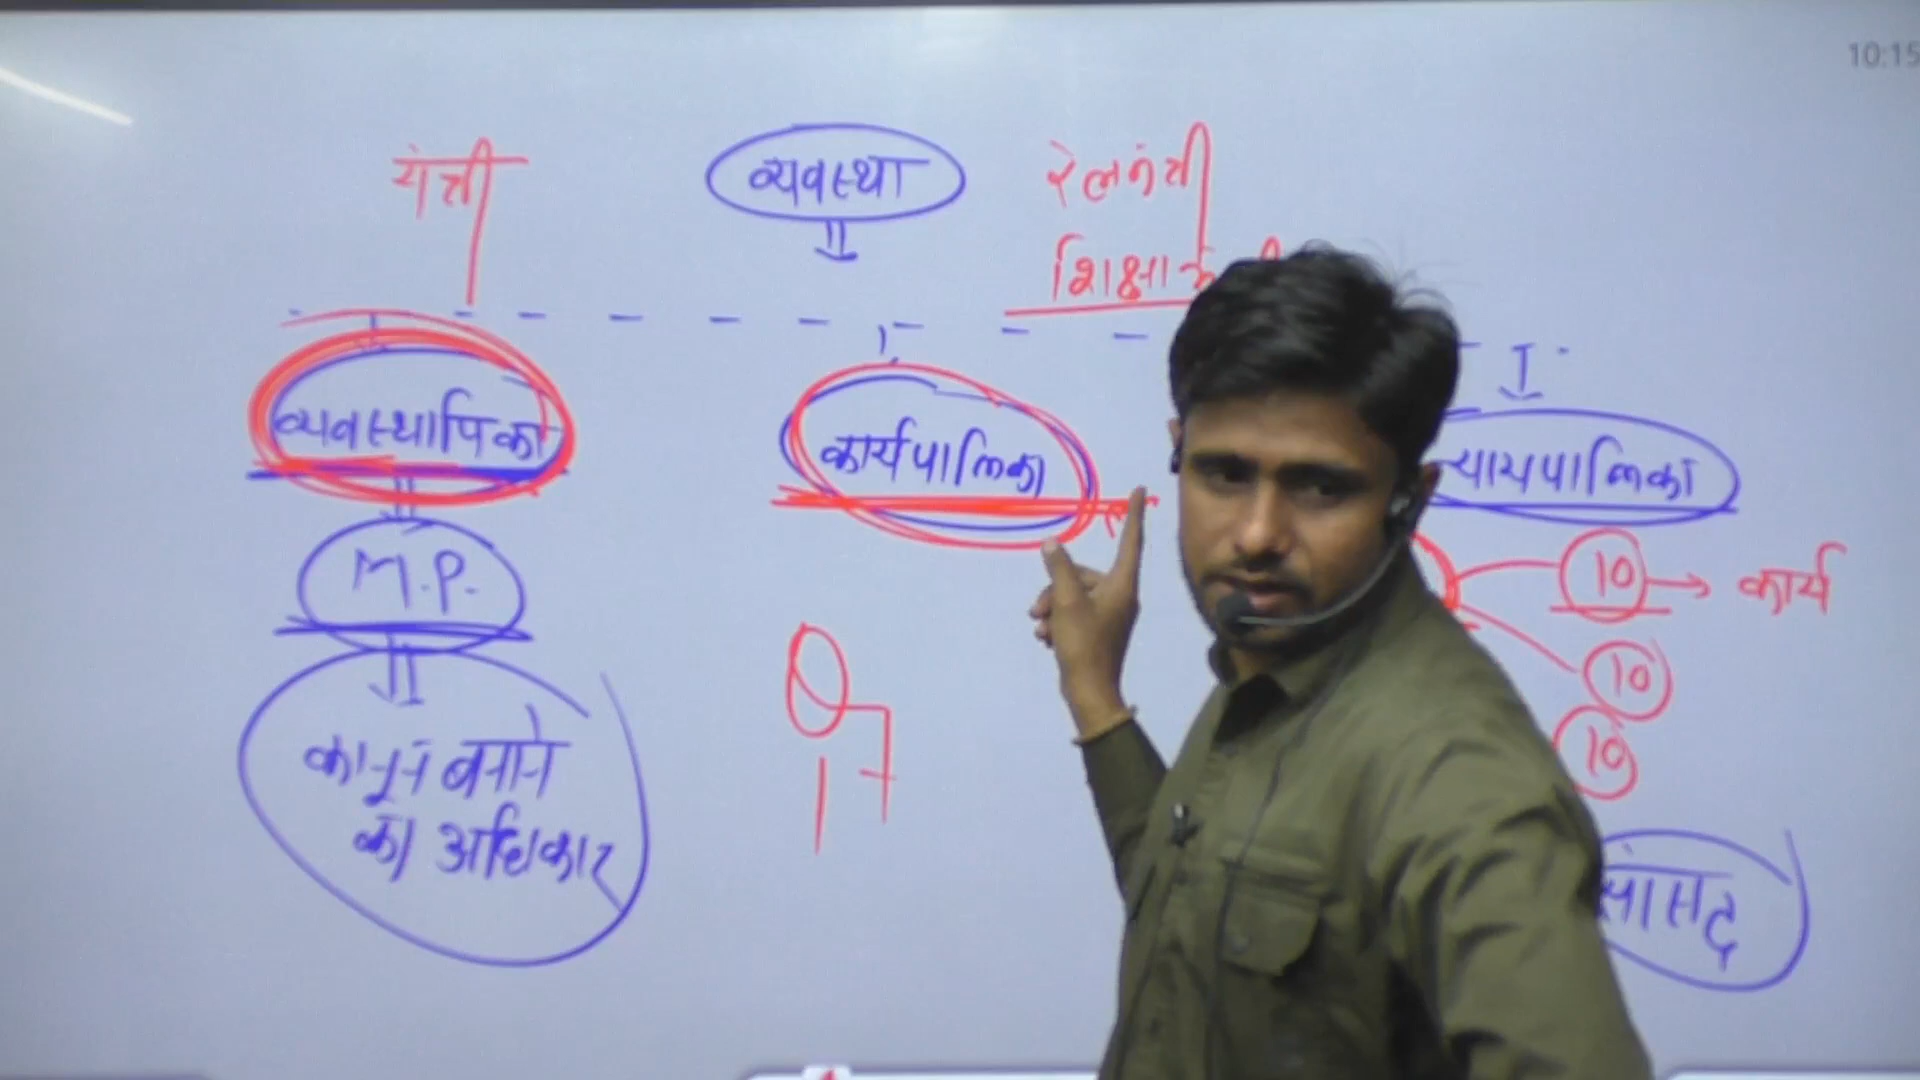 10:15
मंत्री
व्यवस्था
रेलमंत्री
शिक्षा
व्यवस्थापिका
कार्यपालिका
न्यायपालिका
M.P.
10 → कार्य
10
10
कानून बनाने
का अधिकार
सांसद